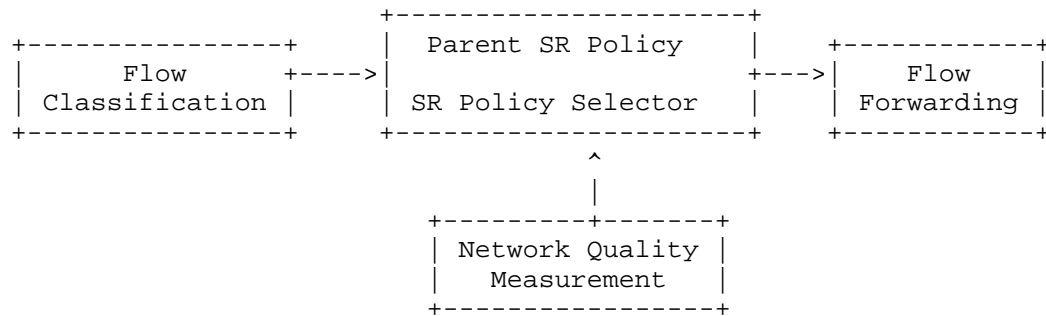 Parent SR Policy
Flow
Flow
Classification
SR Policy Selector
Forwarding
Network Quality
Measurement